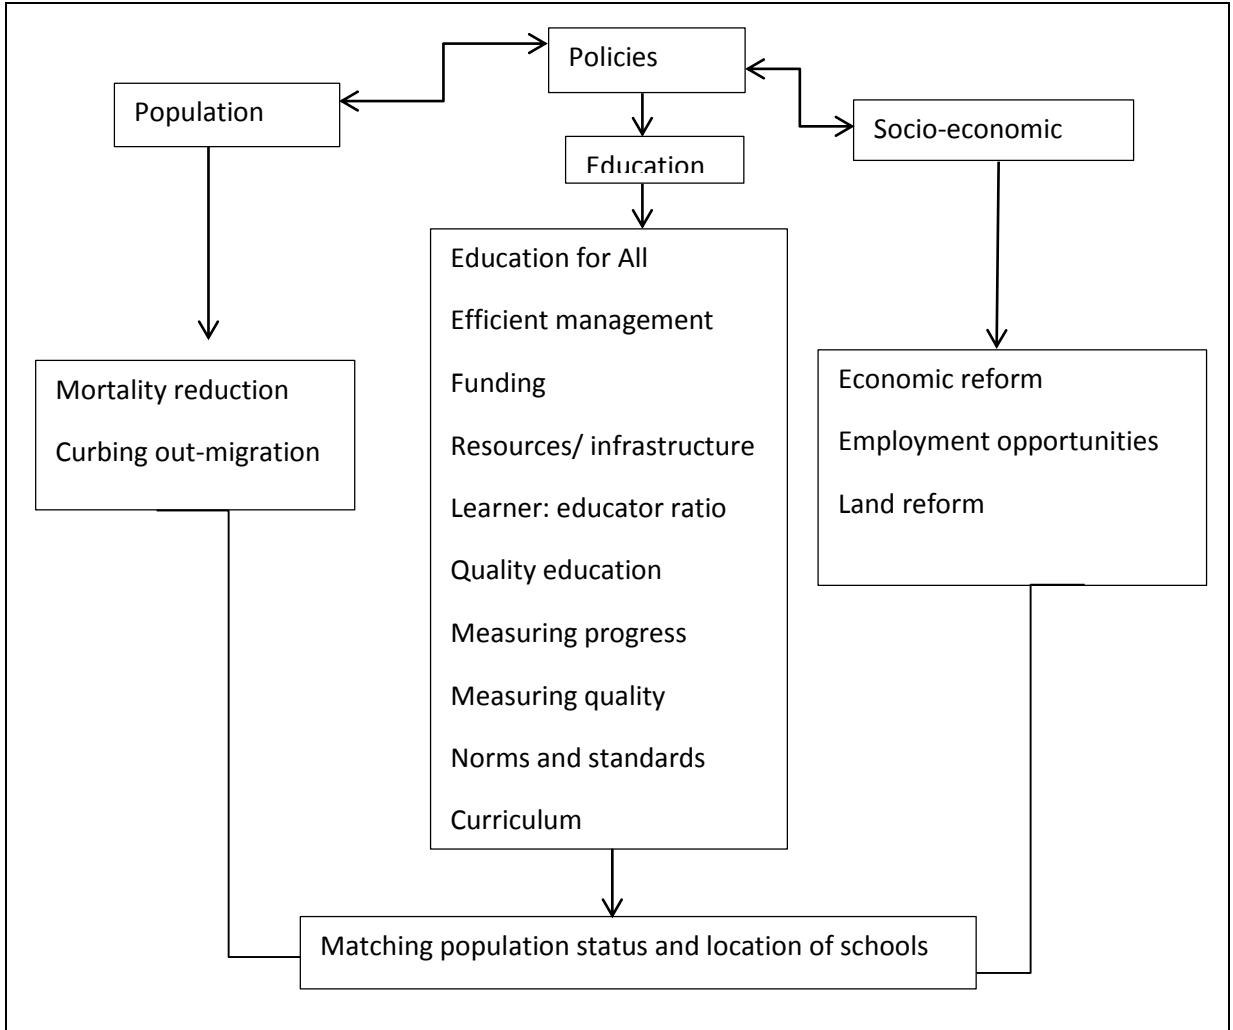 Policies
Population
Socio-economic
Education
Education for All
Efficient management
Funding
Resources/ infrastructure
Learner: educator ratio
Quality education
Measuring progress
Measuring quality
Norms and standards
Curriculum
Mortality reduction
Curbing out-migration
Economic reform
Employment opportunities
Land reform
Matching population status and location of schools